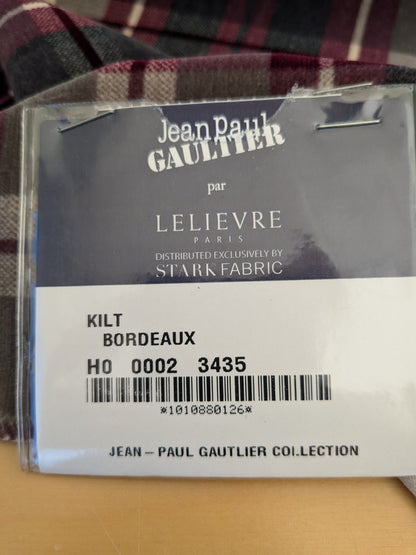 Jean Paul
GAULTIER
par
LELIEVRE
PARIS
DISTRIBUTED EXCLUSIVELY BY
STARK FABRIC
KILT
BORDEAUX
HO 0002 3435
*1010880126*
JEAN - PAUL GAUTLIER COLLECTION